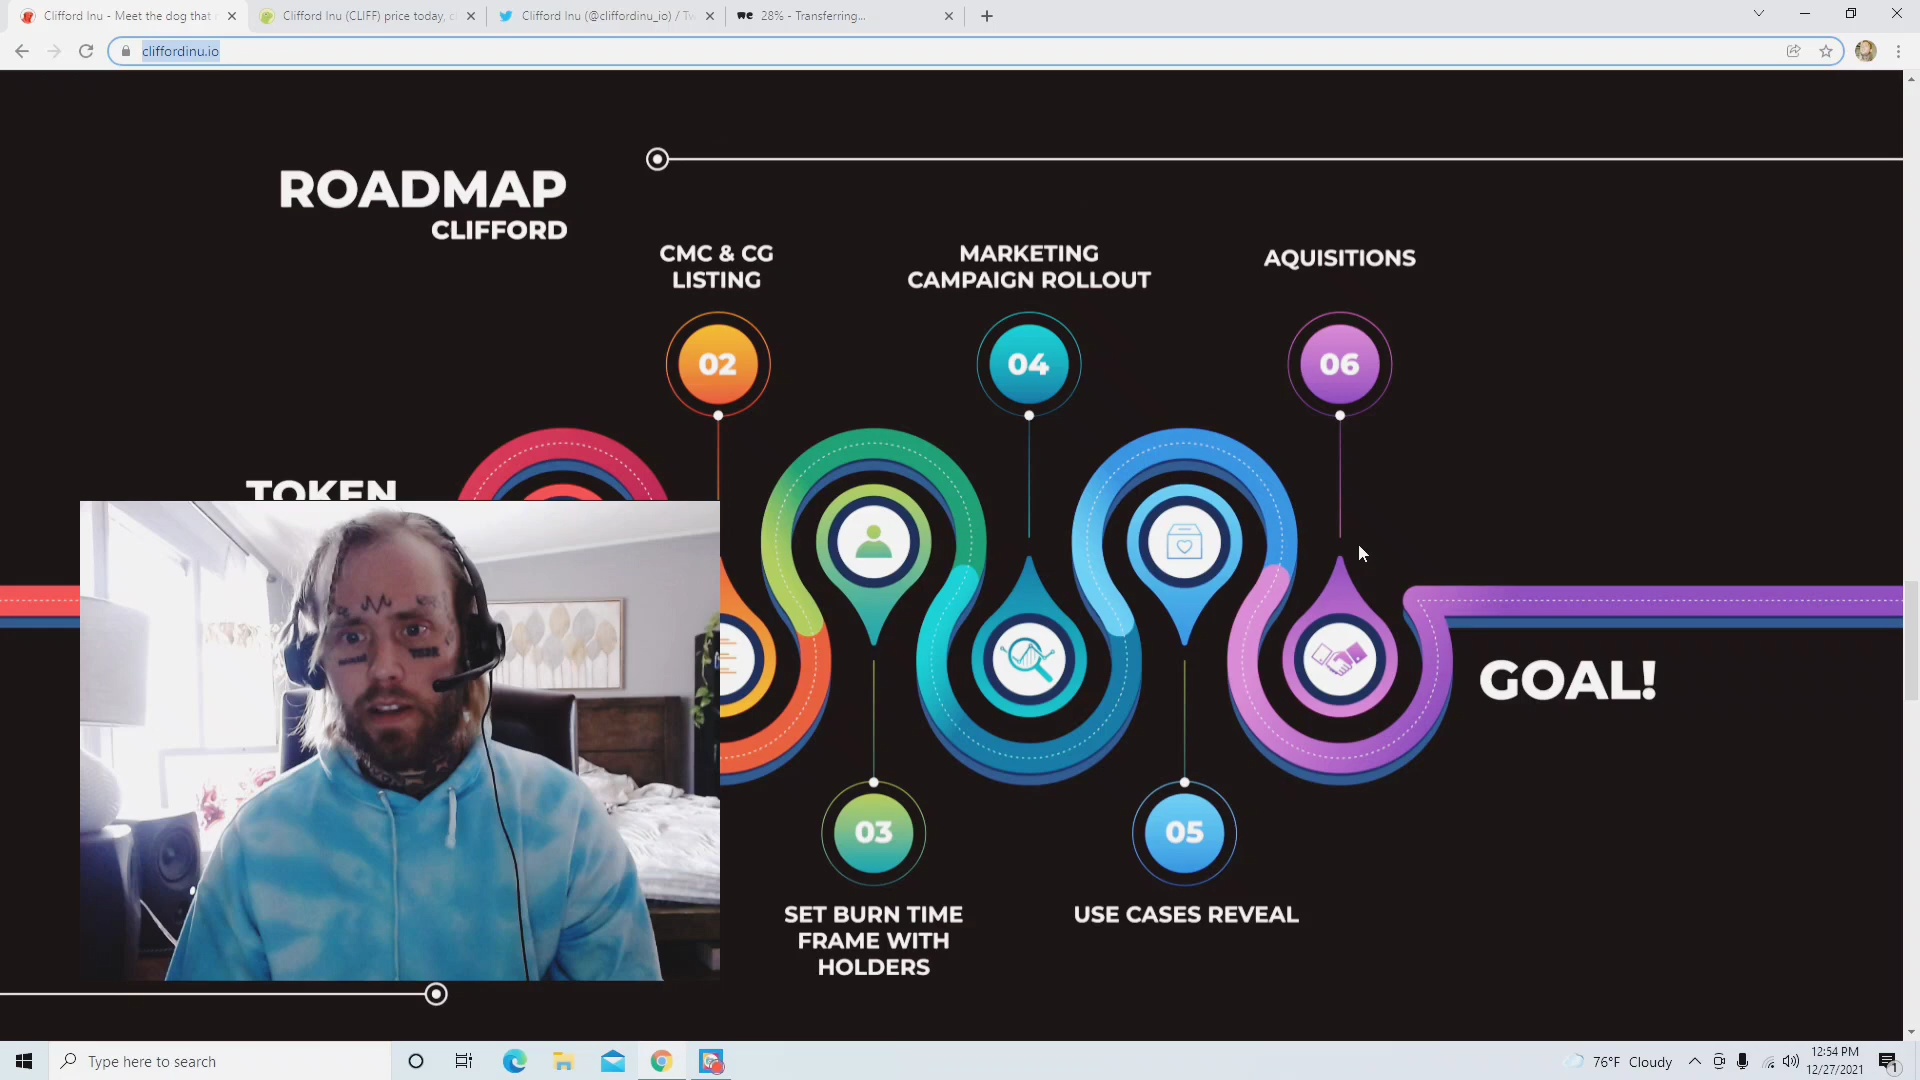 Clifford Inu - Meet the dog that
Clifford Inu (CLIFF) price today, c
Clifford Inu (@cliffordinu_io) / Tw
we 28% - Transferring...
cliffordinu.io
ROADMAP
CLIFFORD
CMC & CG
LISTING
MARKETING
CAMPAIGN ROLLOUT
AQUISITIONS
02
04
06
TOKEN
GOAL!
03
05
SET BURN TIME
FRAME WITH
HOLDERS
USE CASES REVEAL
Type here to search
76°F Cloudy
12:54 PM
12/27/2021
1